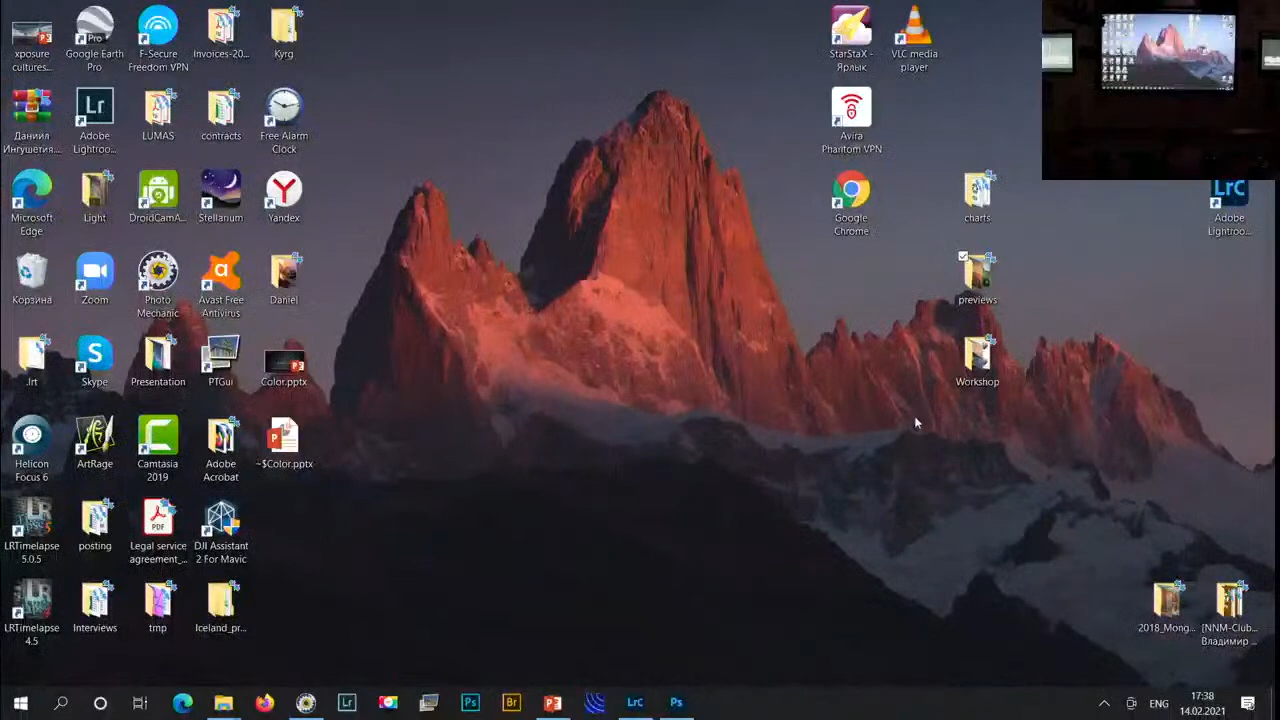 xposure
cultures...
Google Earth
Pro
F-Secure
Freedom VPN
Invoices-20...
Kyrg
StarStaX -
Ярлык
VLC media
player
Даниил
Ингушетия...
Adobe
Lightroo...
LUMAS
contracts
Free Alarm
Clock
Avira
Phantom VPN
Microsoft
Edge
Light
DroidCamA...
Stellarium
Yandex
Google
Chrome
charts
Adobe
Lightroo...
Корзина
Zoom
Photo
Mechanic
Avast Free
Antivirus
Daniel
previews
.lrt
Skype
Presentation
PTGui
Color.pptx
Workshop
Helicon
Focus 6
ArtRage
Camtasia
2019
Adobe
Acrobat
~$Color.pptx
LRTimelapse
5.0.5
posting
Legal service
agreement_...
DJI Assistant
2 For Mavic
LRTimelapse
4.5
Interviews
tmp
Iceland_pr...
2018_Mong...
[NNM-Club...
Владимир ...
ENG
17:38
14.02.2021